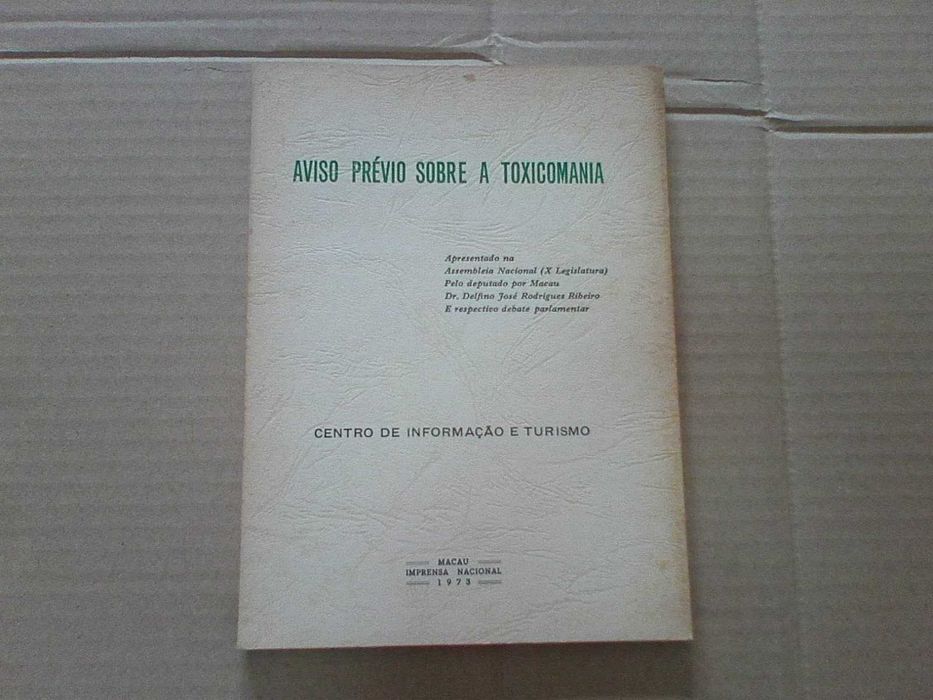 AVISO PRÉVIO SOBRE A TOXICOMANIA
Apresentado na
Assembleia Nacional (X Legislatura)
Pelo deputado por Macau
Dr. Delfino José Rodrigues Ribeiro
E respectivo debate parlamentar
CENTRO DE INFORMAÇÃO E TURISMO
MACAU
IMPRENSA NACIONAL
1973